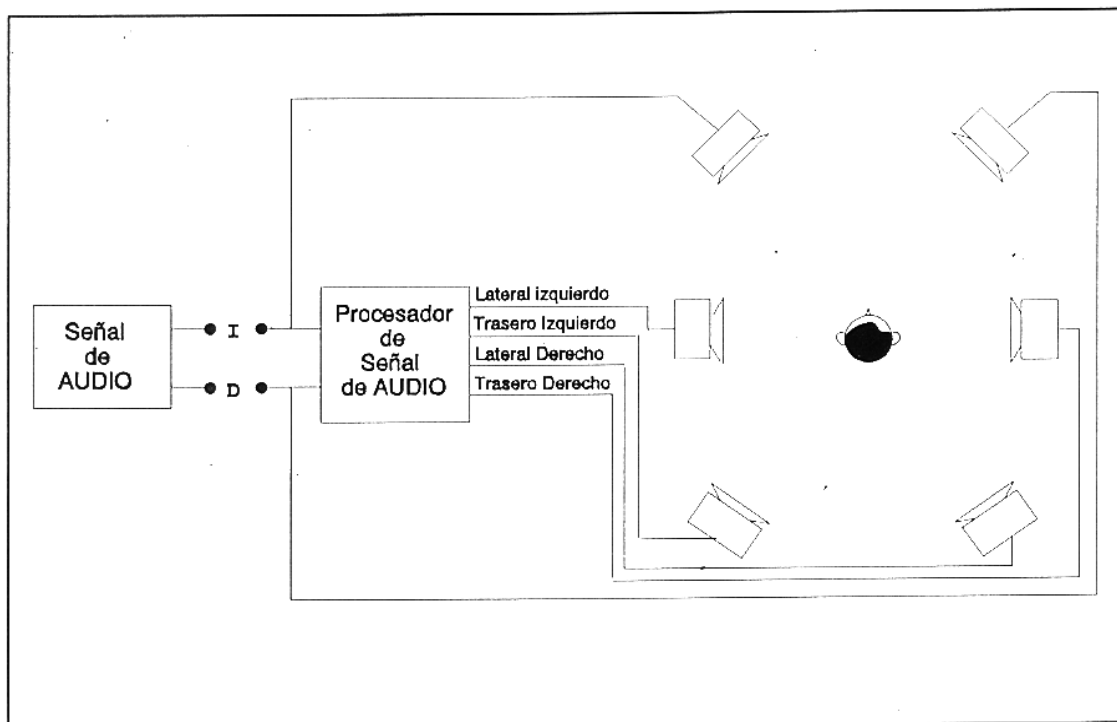 Señal
de
AUDIO
I
D
Procesador
de
Señal
de AUDIO
Lateral izquierdo
Trasero Izquierdo
Lateral Derecho
Trasero Derecho